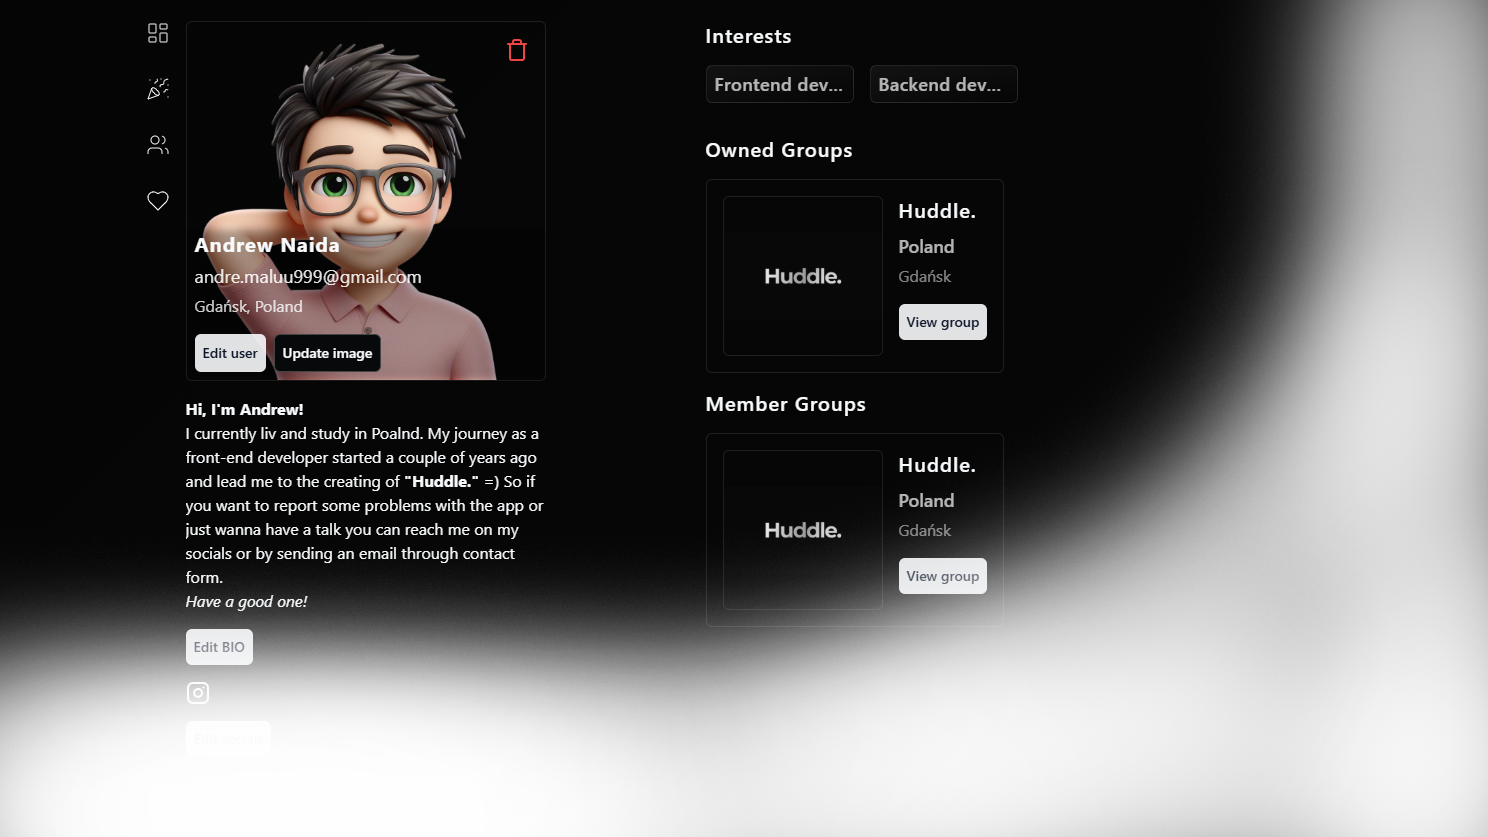 Andrew Naida
andre.maluu999@gmail.com
Gdańsk, Poland
Edit user
Update image
Hi, I'm Andrew!
I currently liv and study in Poalnd. My journey as a
front-end developer started a couple of years ago
and lead me to the creating of "Huddle." =) So if
you want to report some problems with the app or
just wanna have a talk you can reach me on my
socials or by sending an email through contact
form.
Have a good one!
Edit BIO
Interests
Frontend dev...
Backend dev...
Owned Groups
Huddle.
Huddle.
Poland
Gdańsk
View group
Member Groups
Huddle.
Huddle.
Poland
Gdańsk
View group